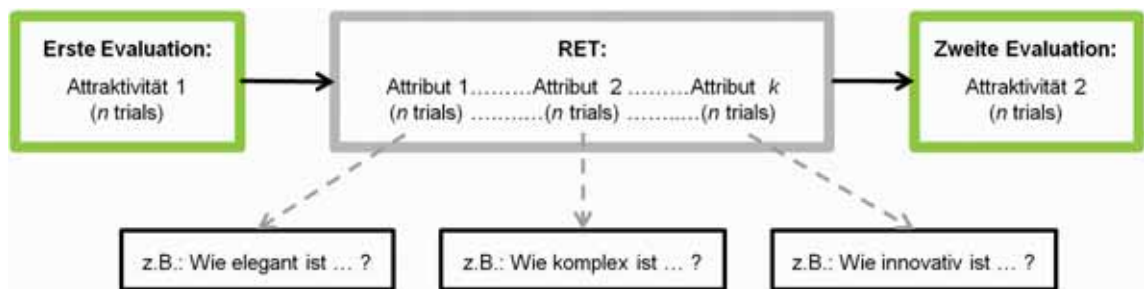 Erste Evaluation:
Attraktivität 1
(n trials)
RET:
Attribut 1.........Attribut 2 .........Attribut k
(n trials) ...........(n trials) ...........(n trials)
Zweite Evaluation:
Attraktivität 2
(n trials)
z.B.: Wie elegant ist ... ?
z.B.: Wie komplex ist ... ?
z.B.: Wie innovativ ist ... ?